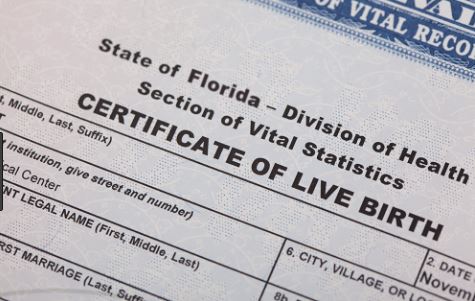 OF VITAL RECO
State of Florida – Division of Health
Section of Vital Statistics
CERTIFICATE OF LIVE BIRTH
, Middle, Last, Suffix)
institution, give street and number)
cal Center
NT LEGAL NAME (First, Middle, Last)
RST MARRIAGE (Last, Suff
6. CITY, VILLAGE, OR LO
2. DATE
Novem
8b.